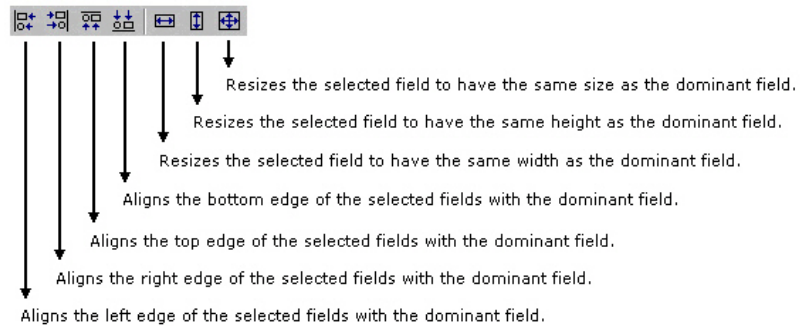 Resizes the selected field to have the same size as the dominant field.
Resizes the selected field to have the same height as the dominant field.
Resizes the selected field to have the same width as the dominant field.
Aligns the bottom edge of the selected fields with the dominant field.
Aligns the top edge of the selected fields with the dominant field.
Aligns the right edge of the selected fields with the dominant field.
Aligns the left edge of the selected fields with the dominant field.